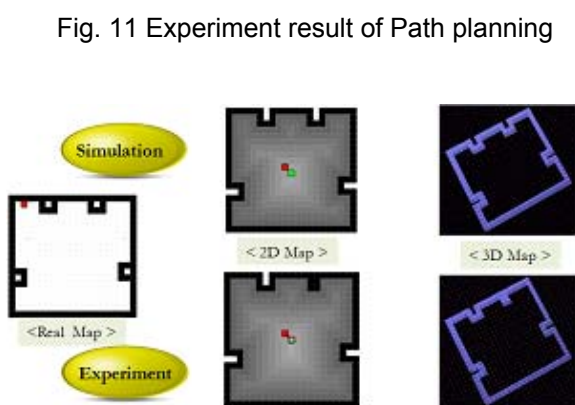 Fig. 11 Experiment result of Path planning
Simulation
< 2D Map >
< 3D Map >
<Real Map >
Experiment